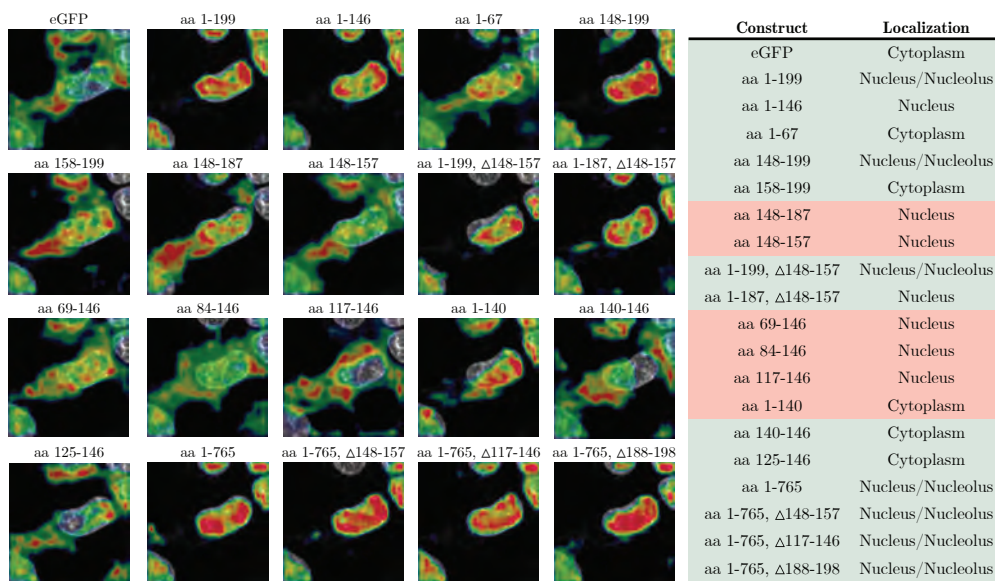 eGFP aa 1-199 aa 1-146 aa 1-67 aa 148-199
aa 158-199 aa 148-187 aa 148-157 aa 1-199, △148-157 aa 1-187, △148-157
aa 69-146 aa 84-146 aa 117-146 aa 1-140 aa 140-146
aa 125-146 aa 1-765 aa 1-765, △148-157 aa 1-765, △117-146 aa 1-765, △188-198
Construct Localization
eGFP Cytoplasm
aa 1-199 Nucleus/Nucleolus
aa 1-146 Nucleus
aa 1-67 Cytoplasm
aa 148-199 Nucleus/Nucleolus
aa 158-199 Cytoplasm
aa 148-187 Nucleus
aa 148-157 Nucleus
aa 1-199, △148-157 Nucleus/Nucleolus
aa 1-187, △148-157 Nucleus
aa 69-146 Nucleus
aa 84-146 Nucleus
aa 117-146 Nucleus
aa 1-140 Cytoplasm
aa 140-146 Cytoplasm
aa 125-146 Cytoplasm
aa 1-765 Nucleus/Nucleolus
aa 1-765, △148-157 Nucleus/Nucleolus
aa 1-765, △117-146 Nucleus/Nucleolus
aa 1-765, △188-198 Nucleus/Nucleolus